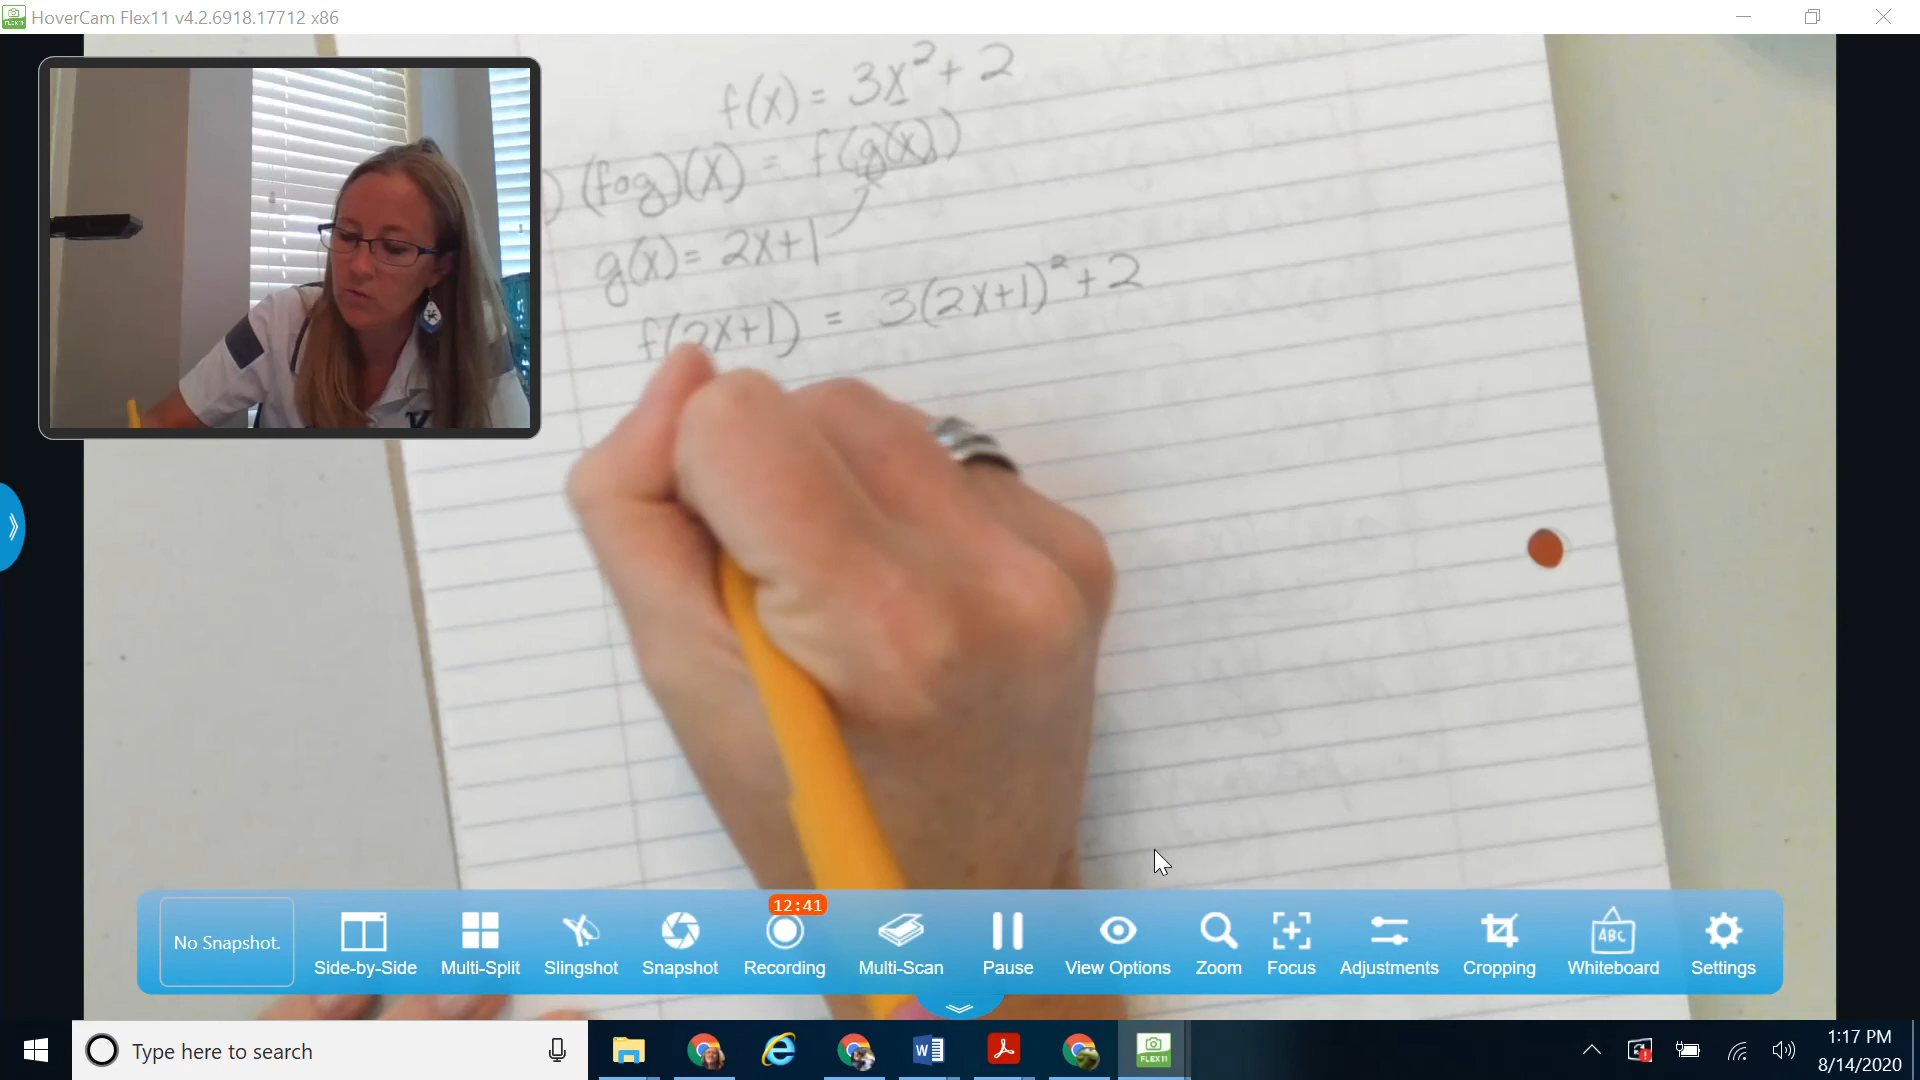 HoverCam Flex11 v4.2.6918.17712 x86
f(x) = 3x² + 2
) (fog)(x) = f(g(x))
g(x) = 2x+1
f(2x+1) = 3(2x+1)² + 2
12:41
No Snapshot.
Side-by-Side
Multi-Split
Slingshot
Snapshot
Recording
Multi-Scan
Pause
View Options
Zoom
Focus
Adjustments
Cropping
ABC
Whiteboard
Settings
Type here to search
FLEX11
1:17 PM
8/14/2020